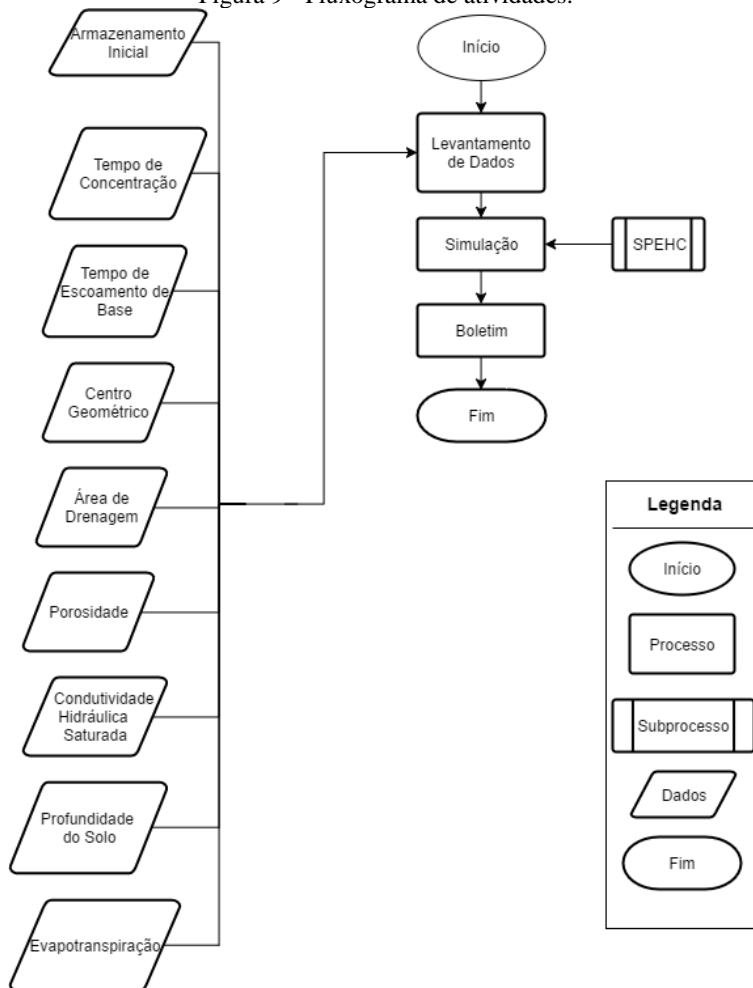 Figura 9 - Fluxograma de atividades.
Armazenamento
Inicial
Tempo de
Concentração
Tempo de
Escoamento de
Base
Centro
Geométrico
Área de
Drenagem
Porosidade
Condutividade
Hidráulica
Saturada
Profundidade
do Solo
Evapotranspiração
Início
Levantamento
de Dados
Simulação
SPEHC
Boletim
Fim
Legenda
Início
Processo
Subprocesso
Dados
Fim